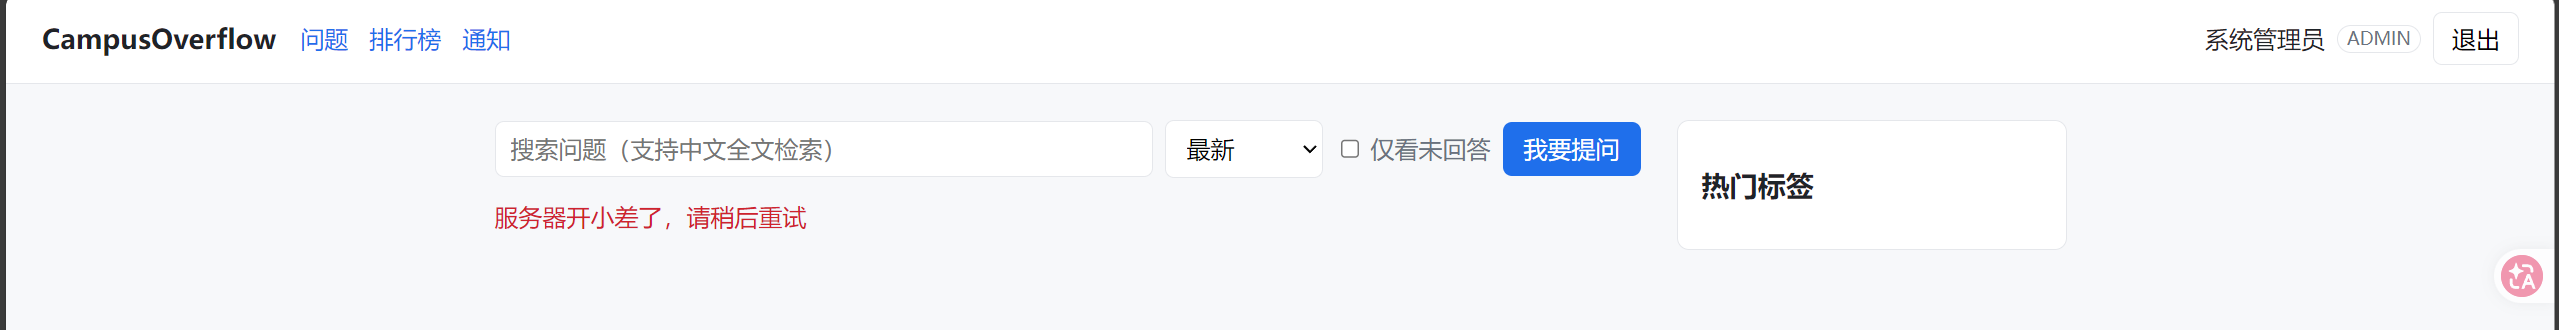 CampusOverflow 问题 排行榜 通知 系统管理员 ADMIN 退出
搜索问题（支持中文全文检索） 最新 仅看未回答 我要提问
热门标签
服务器开小差了，请稍后重试